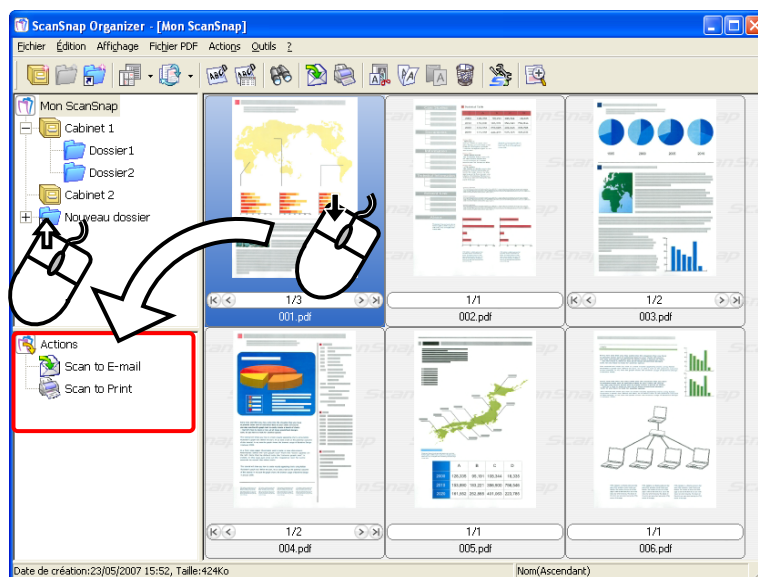 ScanSnap Organizer - [Mon ScanSnap]
Fichier Édition Affichage Fichier PDF Actions Outils ?
Mon ScanSnap
Cabinet 1
Dossier1
Dossier2
Cabinet 2
Nouveau dossier
1/3
1/1
1/2
001.pdf
002.pdf
003.pdf
Actions
Scan to E-mail
Scan to Print
A B C D
1/2
1/1
1/1
004.pdf
005.pdf
006.pdf
Date de création:23/05/2007 15:52, Taille:424Ko
Nom(Ascendant)